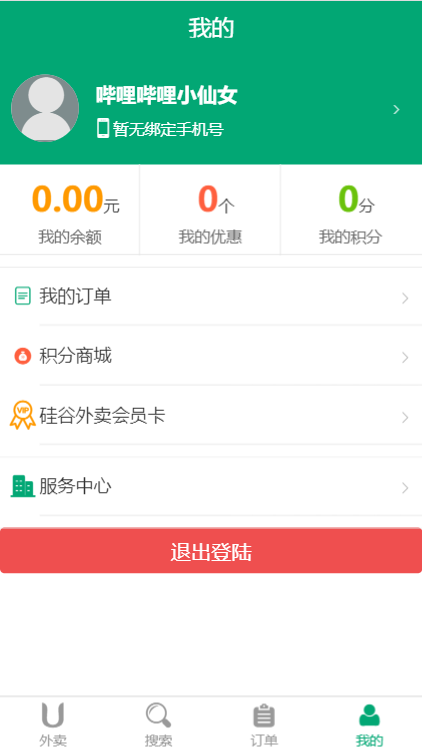 我的
哔哩哔哩小仙女
暂无绑定手机号
0.00元
0个
0分
我的余额
我的优惠
我的积分
我的订单
积分商城
VIP
硅谷外卖会员卡
服务中心
退出登陆
外卖
搜索
订单
我的